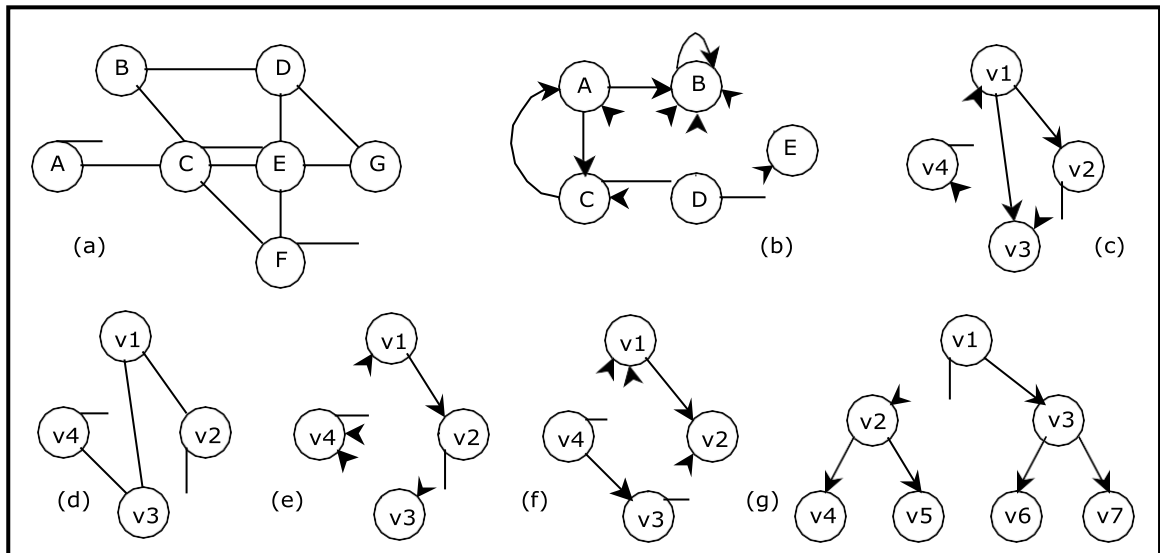 B D
A C E G
F
(a)
A B
E
C D
(b)
v1
v4 v2
v3
(c)
v1
v4 v2
v3
(d)
v1
v4 v2
v3
(e)
v1
v4
v2
v3
(f)
v1
v2 v3
v4 v5 v6 v7
(g)